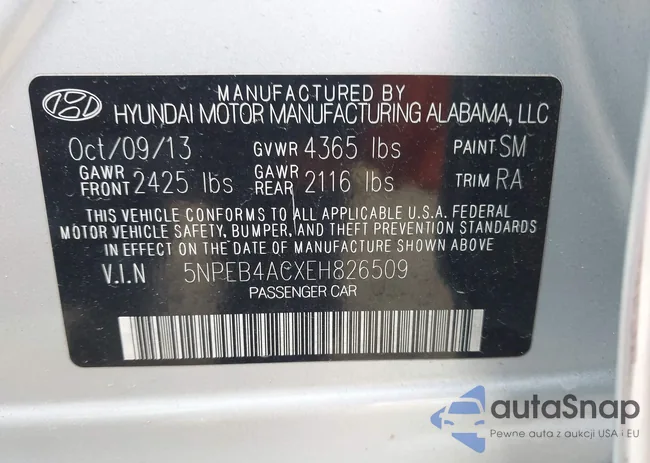 MANUFACTURED BY
HYUNDAI MOTOR MANUFACTURING ALABAMA, LLC
Oct/09/13 GVWR 4365 lbs PAINT SM
GAWR FRONT 2425 lbs GAWR REAR 2116 lbs TRIM RA
THIS VEHICLE CONFORMS TO ALL APPLICABLE U.S.A. FEDERAL
MOTOR VEHICLE SAFETY, BUMPER, AND THEFT PREVENTION STANDARDS
IN EFFECT ON THE DATE OF MANUFACTURE SHOWN ABOVE
V.I.N 5NPEB4ACXEH826509
PASSENGER CAR
autaSnap
Pewne auta z aukcji USA i EU